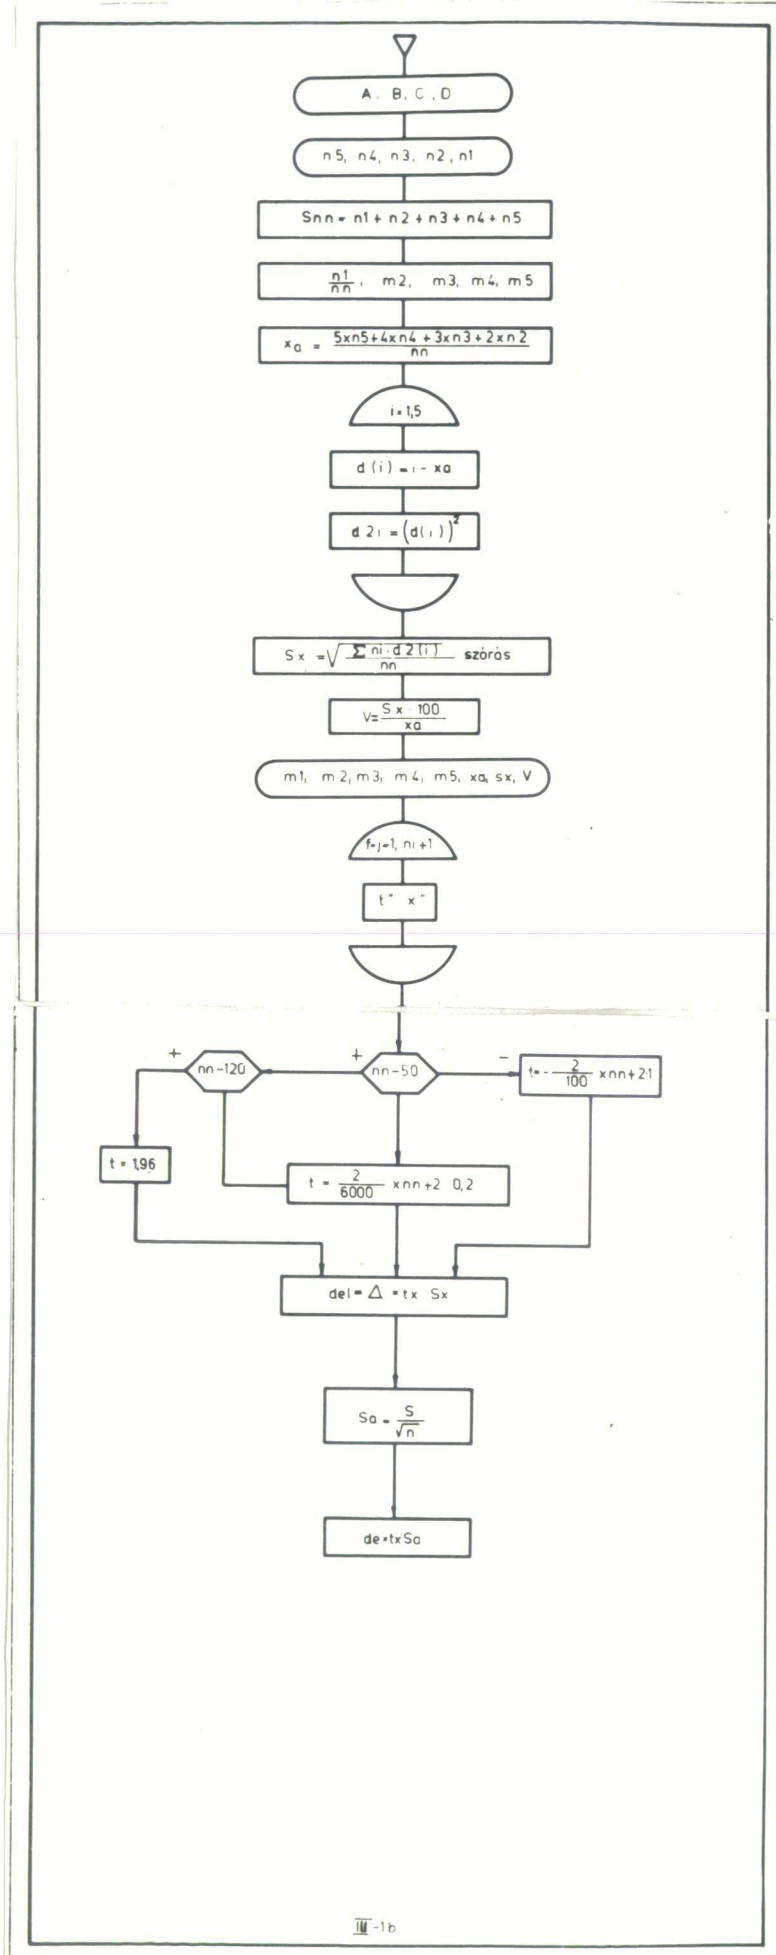 A. B, C, D
n5, n4, n3, n2, n1
Snn = n1 + n2 + n3 + n4 + n5
n1/nn, m2, m3, m4, m5
xa = 5xn5+4xn4+3xn3+2xn2/nn
i=1,5
d(i)=i-xa
d2i=(d(i))²
Sx=√Σni·d2(i)/nn szórás
V=Sx·100/xa
m1, m2, m3, m4, m5, xa, sx, V
f=j=1, ni+1
t" x"
+ nn-120 + nn-50 - t=-2/100 xnn+2·1
t = 1,96
t = 2/6000 xnn+2 0,2
del=Δ=tx Sx
Sa=S/√n
de=txSa
III-1b